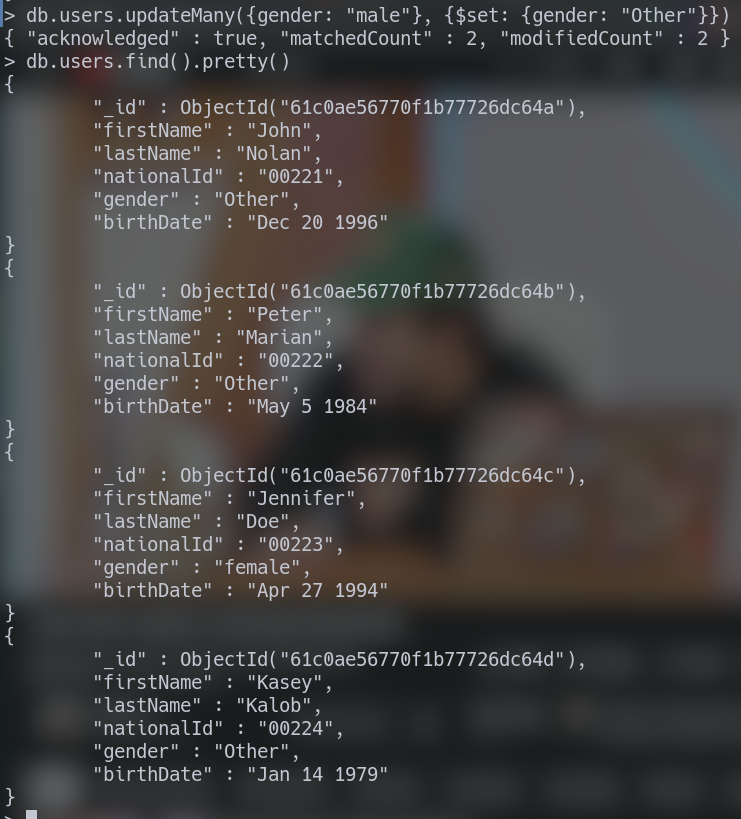 > db.users.updateMany({gender: "male"}, {$set: {gender: "Other"}})
{ "acknowledged" : true, "matchedCount" : 2, "modifiedCount" : 2 }
> db.users.find().pretty()
{
        "_id" : ObjectId("61c0ae56770f1b77726dc64a"),
        "firstName" : "John",
        "lastName" : "Nolan",
        "nationalId" : "00221",
        "gender" : "Other",
        "birthDate" : "Dec 20 1996"
}
{
        "_id" : ObjectId("61c0ae56770f1b77726dc64b"),
        "firstName" : "Peter",
        "lastName" : "Marian",
        "nationalId" : "00222",
        "gender" : "Other",
        "birthDate" : "May 5 1984"
}
{
        "_id" : ObjectId("61c0ae56770f1b77726dc64c"),
        "firstName" : "Jennifer",
        "lastName" : "Doe",
        "nationalId" : "00223",
        "gender" : "female",
        "birthDate" : "Apr 27 1994"
}
{
        "_id" : ObjectId("61c0ae56770f1b77726dc64d"),
        "firstName" : "Kasey",
        "lastName" : "Kalob",
        "nationalId" : "00224",
        "gender" : "Other",
        "birthDate" : "Jan 14 1979"
}
>